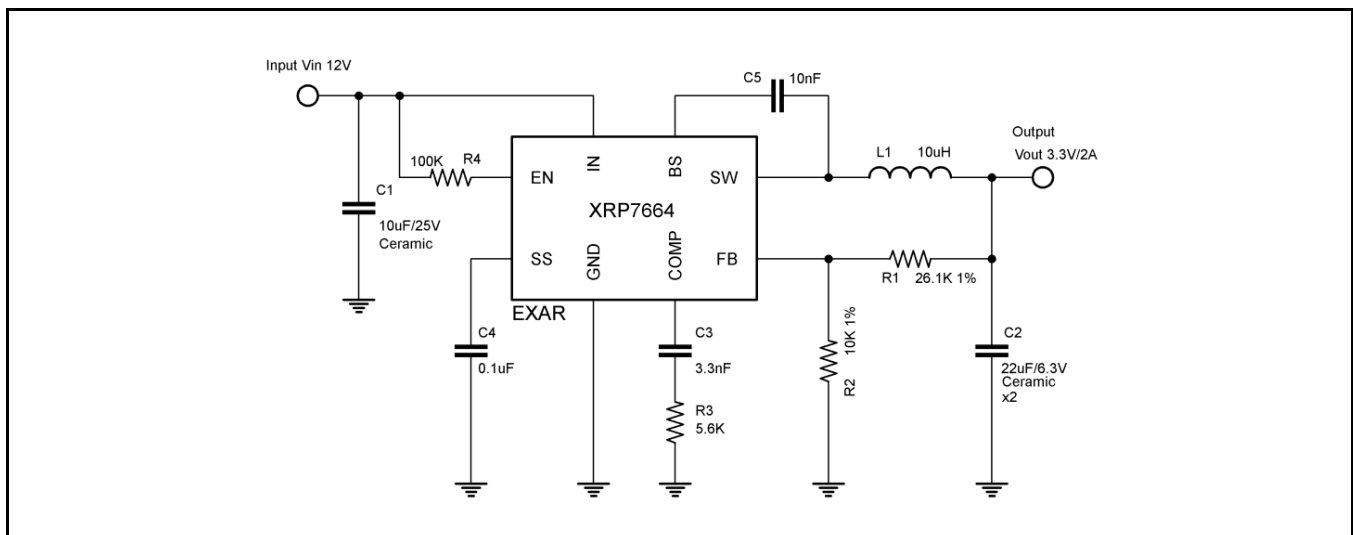 Input Vin 12V
C5 10nF
Output
Vout 3.3V/2A
L1 10uH
100K R4
EN
IN
BS
SW
XRP7664
C1
10uF/25V
Ceramic
SS
GND
COMP
FB
R1 26.1K 1%
EXAR
C4
0.1uF
C3
3.3nF
R2 10K 1%
C2
22uF/6.3V
Ceramic
x2
R3
5.6K